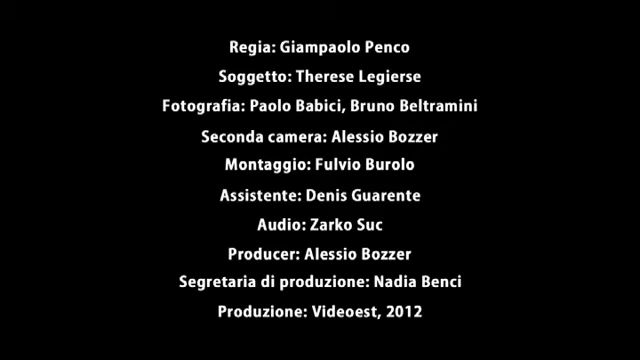 Regia: Giampaolo Penco
Soggetto: Therese Legierse
Fotografia: Paolo Babici, Bruno Beltramini
Seconda camera: Alessio Bozzer
Montaggio: Fulvio Burolo
Assistente: Denis Guarente
Audio: Zarko Suc
Producer: Alessio Bozzer
Segretaria di produzione: Nadia Benci
Produzione: Videoest, 2012